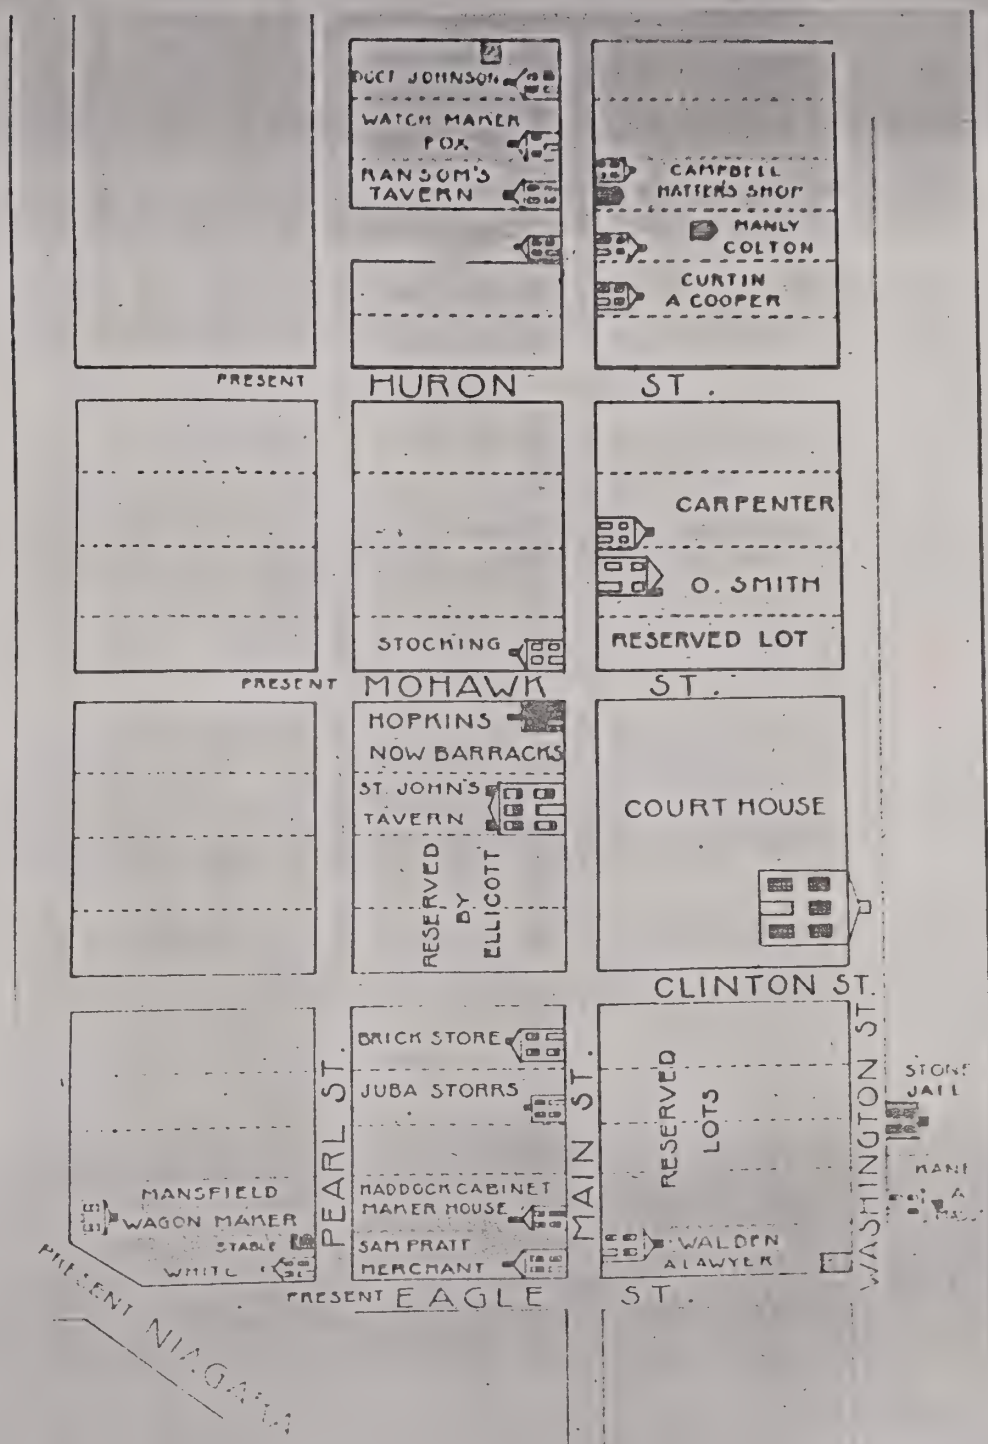 DOCT JOHNSON
WATCH MAKER
FOX
RANSOM'S
TAVERN
CAMPBELL
HATTER'S SHOP
MANLY
COLTON
CURTIN
A COOPER
PRESENT HURON ST.
CARPENTER
O. SMITH
RESERVED LOT
STOCKING
PRESENT MOHAWK ST.
HOPKINS
NOW BARRACKS
ST. JOHN'S
TAVERN
RESERVED
BY
ELLICOTT
COURT HOUSE
CLINTON ST.
BRICK STORE
JUBA STORRS
PEARL ST.
MAIN ST.
RESERVED
LOTS
WASHINGTON ST.
STONE
JAIL
KANE
A
MANSFIELD
WAGON MAKER
STABLE
WHITE
HADDOCK CABINET
MAKER HOUSE
SAM PRATT
MERCHANT
WALDEN
A LAWYER
PRESENT EAGLE ST.
PRESENT NIAGARA